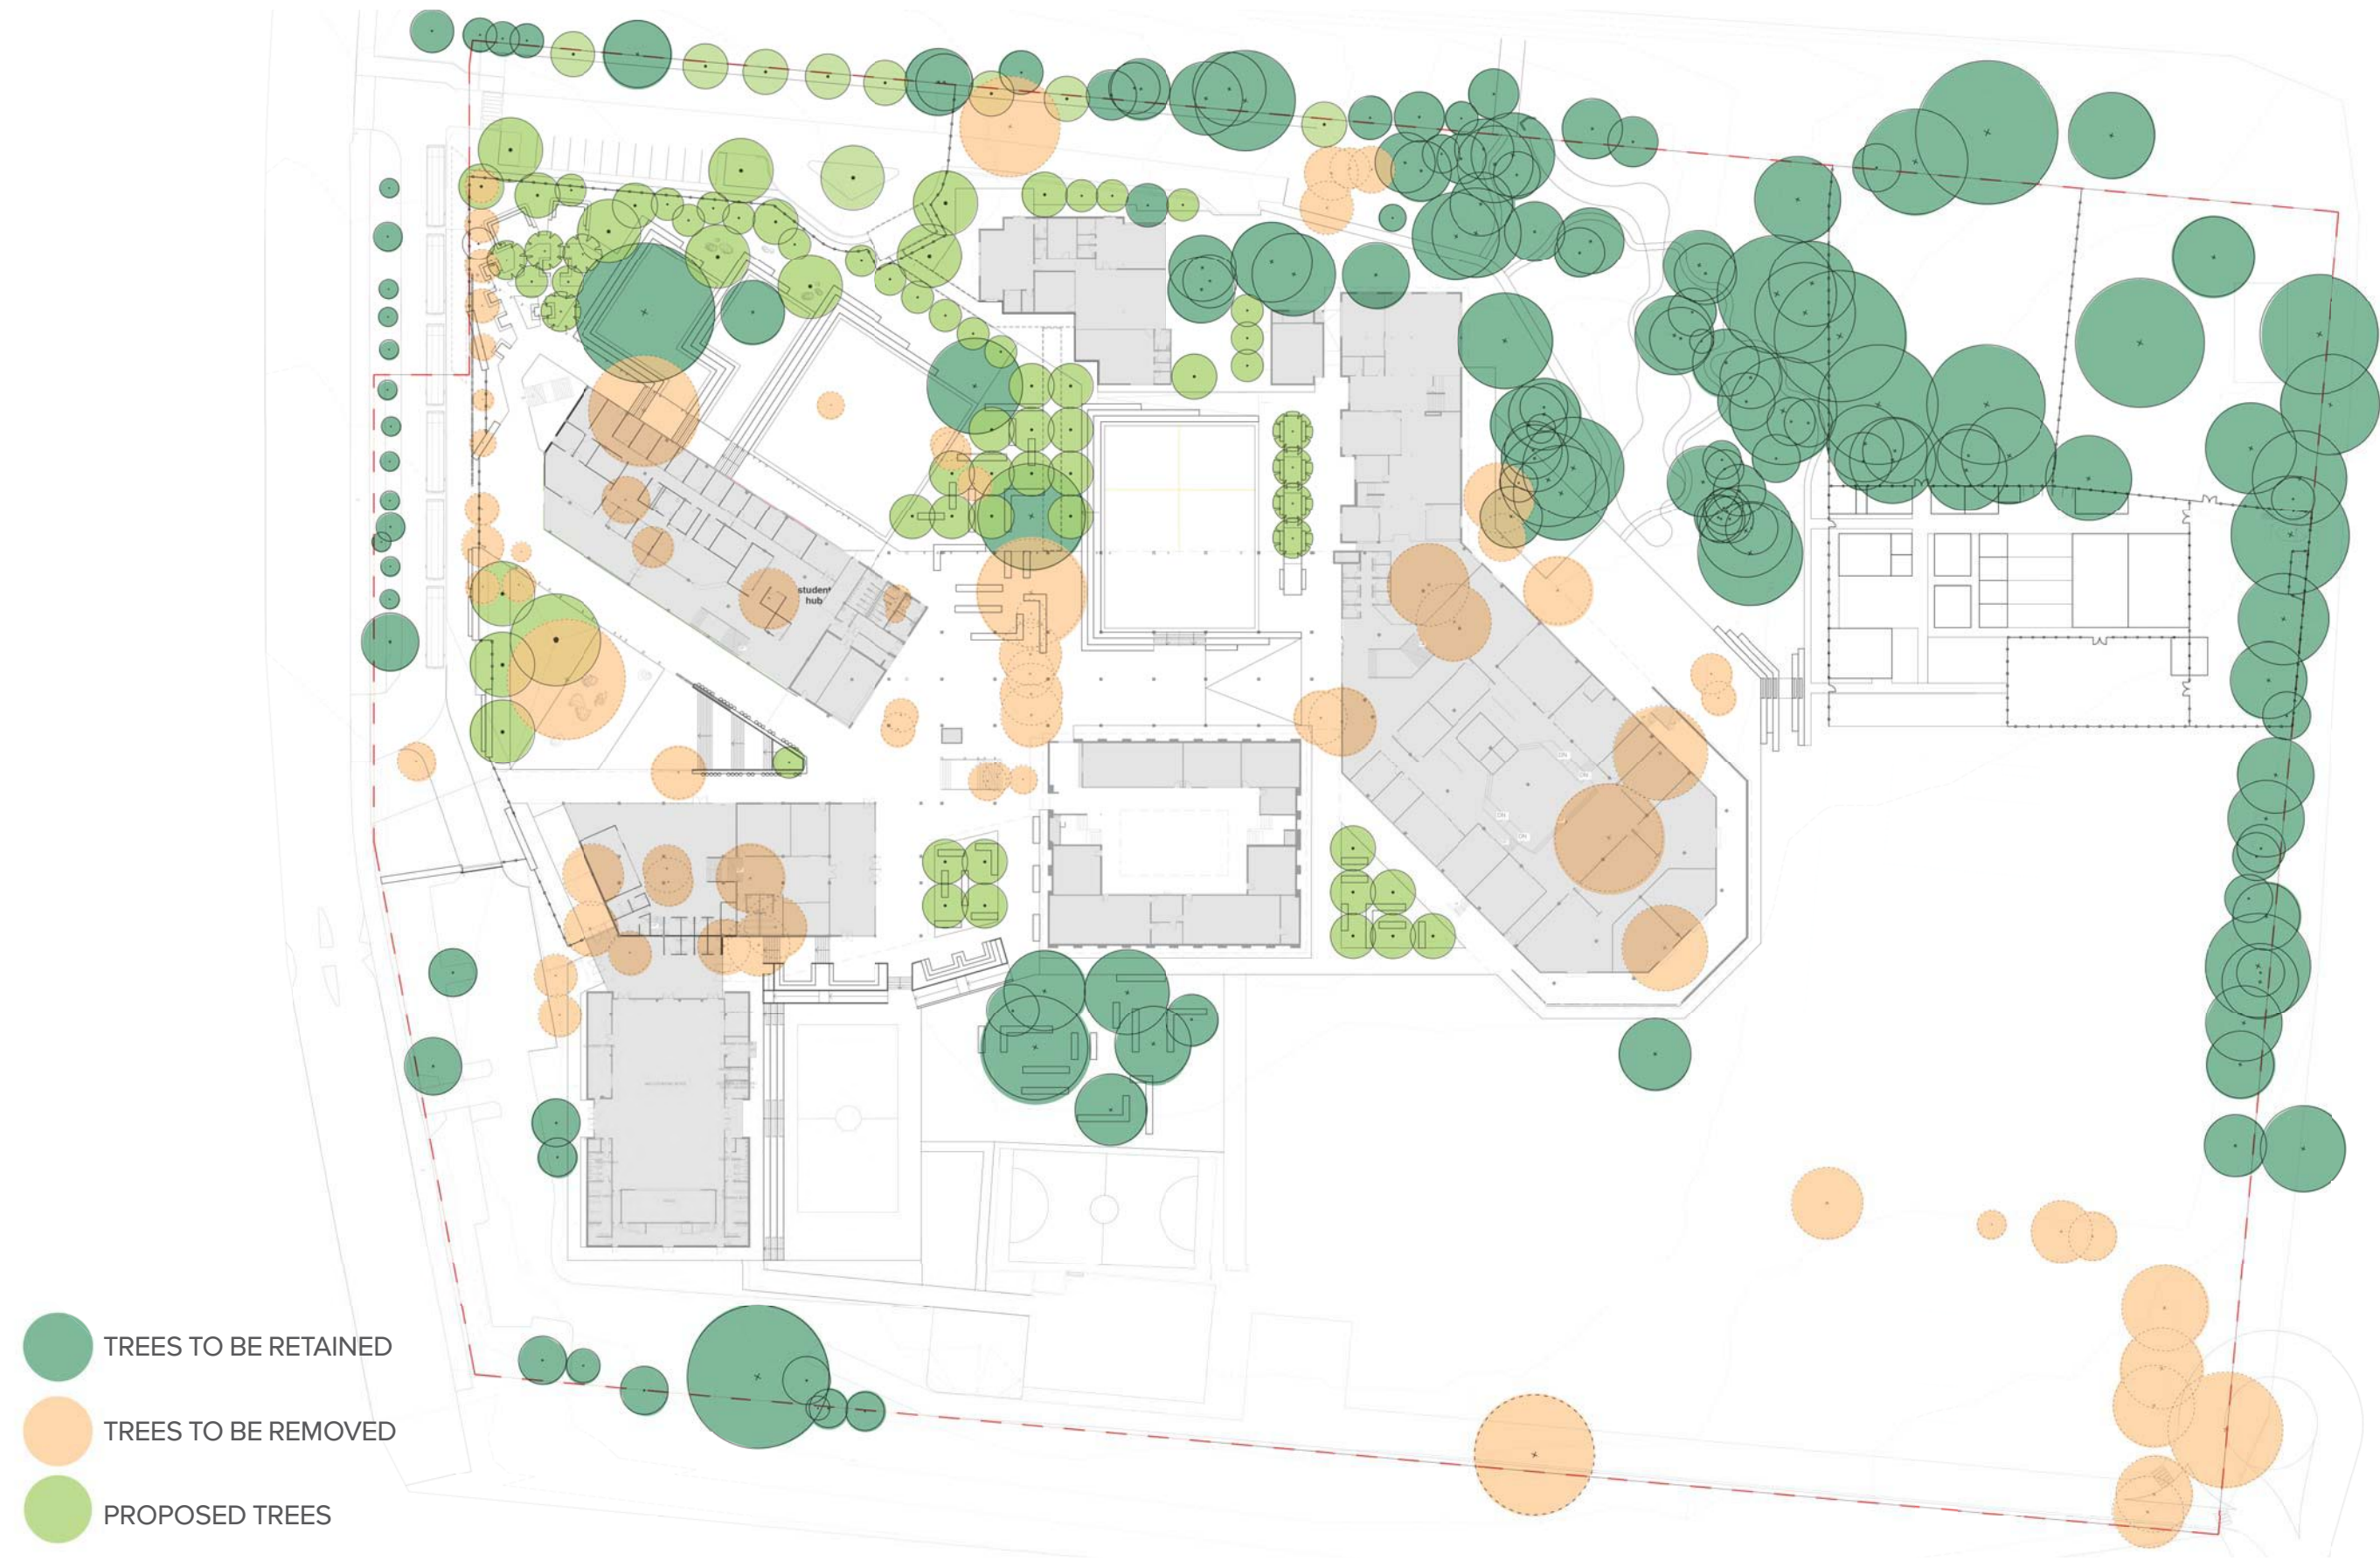 student
hub
TREES TO BE RETAINED
TREES TO BE REMOVED
PROPOSED TREES